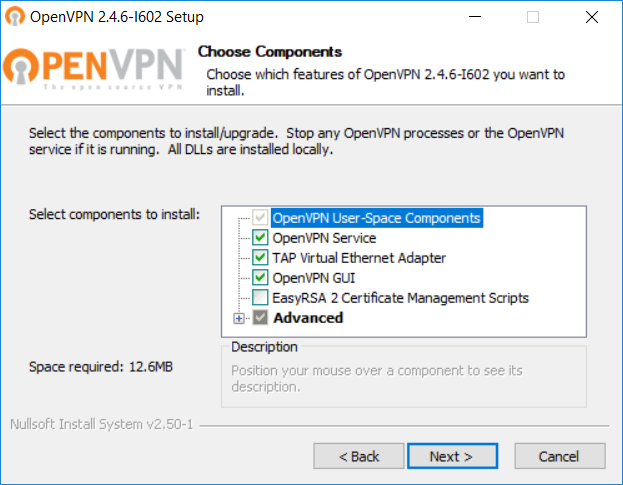 OpenVPN 2.4.6-I602 Setup
OPENVPN
The open source VPN
Choose Components
Choose which features of OpenVPN 2.4.6-I602 you want to
install.
Select the components to install/upgrade.  Stop any OpenVPN processes or the OpenVPN
service if it is running.  All DLLs are installed locally.
Select components to install:
OpenVPN User-Space Components
OpenVPN Service
TAP Virtual Ethernet Adapter
OpenVPN GUI
EasyRSA 2 Certificate Management Scripts
Advanced
Space required: 12.6MB
Description
Position your mouse over a component to see its
description.
Nullsoft Install System v2.50-1
< Back
Next >
Cancel